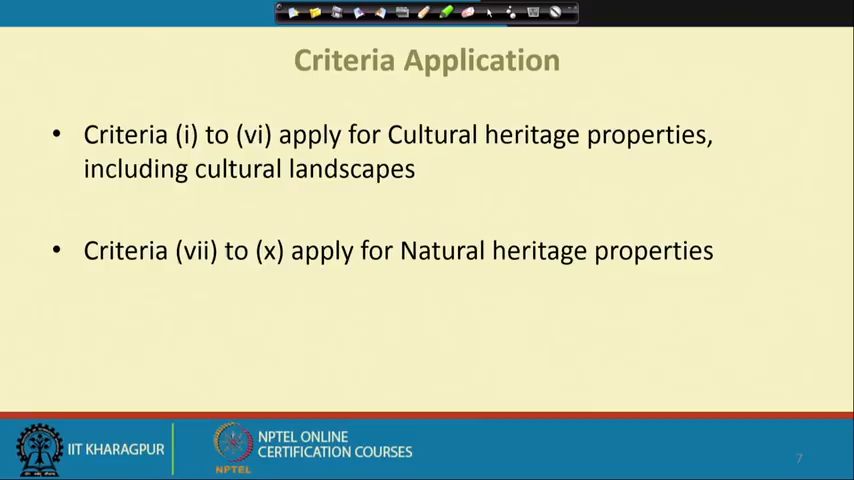 Criteria Application
• Criteria (i) to (vi) apply for Cultural heritage properties,
including cultural landscapes
• Criteria (vii) to (x) apply for Natural heritage properties
IIT KHARAGPUR
NPTEL
NPTEL ONLINE
CERTIFICATION COURSES
7